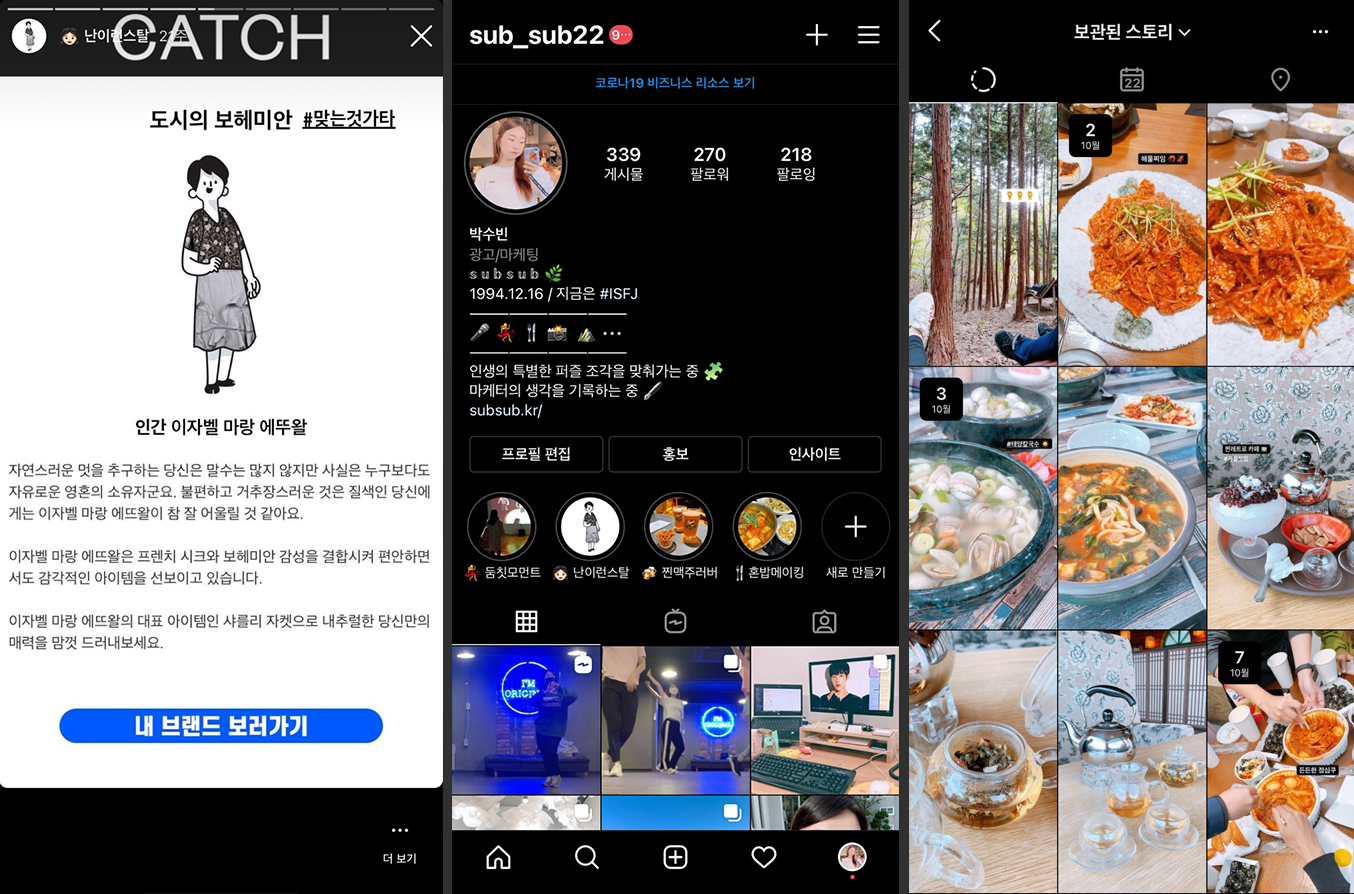 CATCH
난이런스탈 21주
도시의 보헤미안 #맞는것가타
인간 이자벨 마랑 에뚜왈
자연스러운 멋을 추구하는 당신은 말수는 많지 않지만 사실은 누구보다도
자유로운 영혼의 소유자군요. 불편하고 거추장스러운 것은 질색인 당신에
게는 이자벨 마랑 에뜨왈이 참 잘 어울릴 것 같아요.
이자벨 마랑 에뜨왈은 프렌치 시크와 보헤미안 감성을 결합시켜 편안하면
서도 감각적인 아이템을 선보이고 있습니다.
이자벨 마랑 에뜨왈의 대표 아이템인 샤를리 자켓으로 내추럴한 당신만의
매력을 맘껏 드러내보세요.
내 브랜드 보러가기
더 보기
sub_sub22 9…
코로나19 비즈니스 리소스 보기
339 270 218
게시물 팔로워 팔로잉
박수빈
광고/마케팅
s u b s u b 🌿
1994.12.16 / 지금은 #ISFJ
인생의 특별한 퍼즐 조각을 맞춰가는 중
마케터의 생각을 기록하는 중
subsub.kr/
프로필 편집 홍보 인사이트
둠칫모먼트 난이런스탈 찐맥주러버 혼밥메이킹 새로 만들기
I'M
ORIGIN
I'M
ORIGINAL
보관된 스토리
22
2
10월
해물찜임
3
10월
#태양칼국수
찐레트로 카페
7
10월
든든한 점심쿠